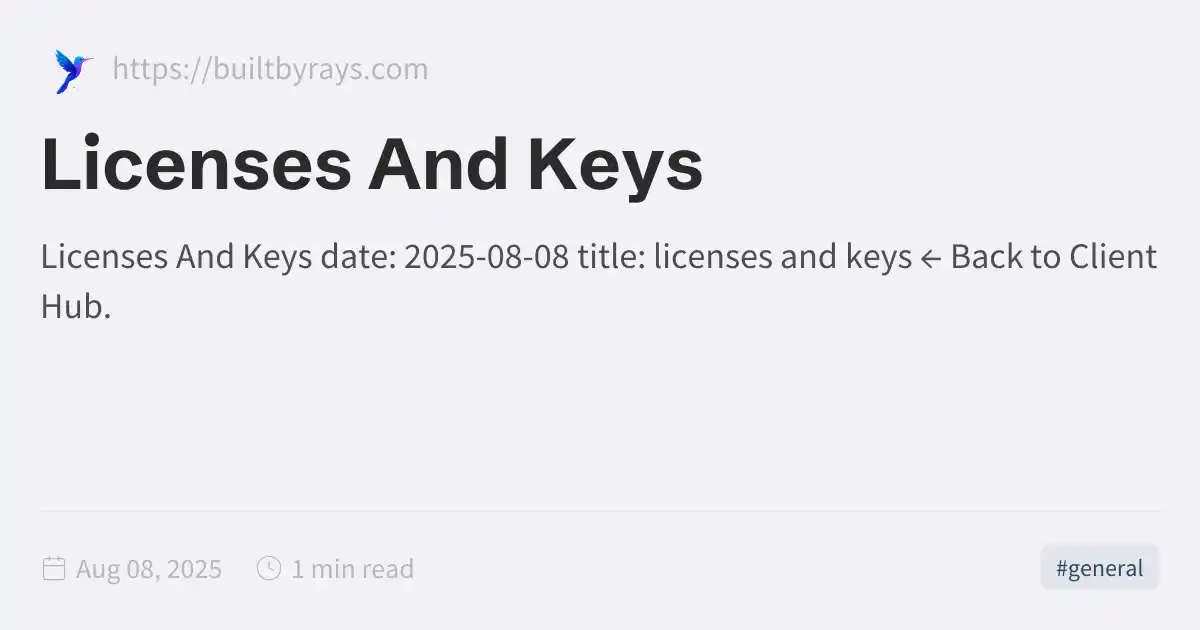 https://builtbyrays.com
Licenses And Keys
Licenses And Keys date: 2025-08-08 title: licenses and keys ← Back to Client
Hub.
Aug 08, 2025 1 min read #general